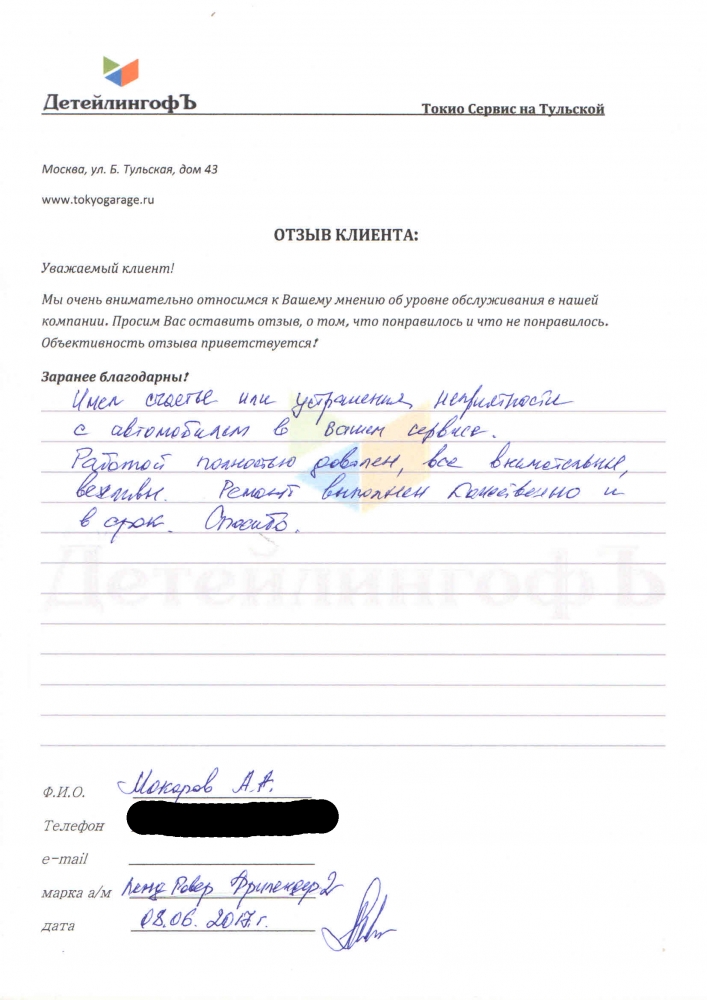 ДетейлингофЪ
Токио Сервис на Тульской
Москва, ул. Б. Тульская, дом 43
www.tokyogarage.ru
ОТЗЫВ КЛИЕНТА:
Уважаемый клиент!
Мы очень внимательно относимся к Вашему мнению об уровне обслуживания в нашей
компании. Просим Вас оставить отзыв, о том, что понравилось и что не понравилось.
Объективность отзыва приветствуется!
Заранее благодарны!
Имел счастье или устранения неприятности
с автомобилем в вашем сервисе.
Работой полностью доволен, все внимательные,
вежливы. Ремонт выполнен качественно и
в срок. Спасибо.
ДетейлингофЪ
Ф.И.О. Макаров А.А.
Телефон
e-mail
марка а/м Ленд Ровер Фрилендер 2
дата 08.06.2017г.